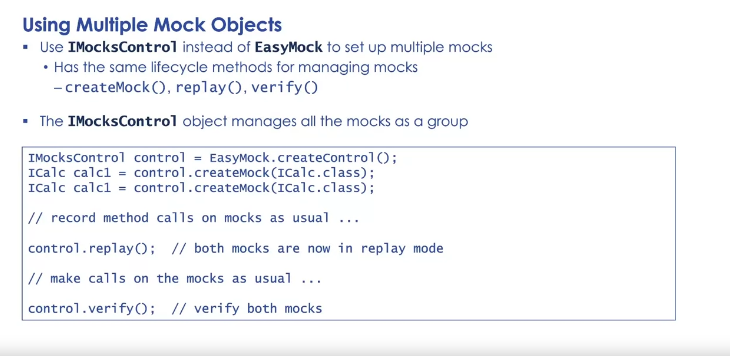 Using Multiple Mock Objects
▪ Use IMocksControl instead of EasyMock to set up multiple mocks
• Has the same lifecycle methods for managing mocks
– createMock(), replay(), verify()
▪ The IMocksControl object manages all the mocks as a group
IMocksControl control = EasyMock.createControl();
ICalc calc1 = control.createMock(ICalc.class);
ICalc calc1 = control.createMock(ICalc.class);
// record method calls on mocks as usual ...
control.replay();  // both mocks are now in replay mode
// make calls on the mocks as usual ...
control.verify();  // verify both mocks